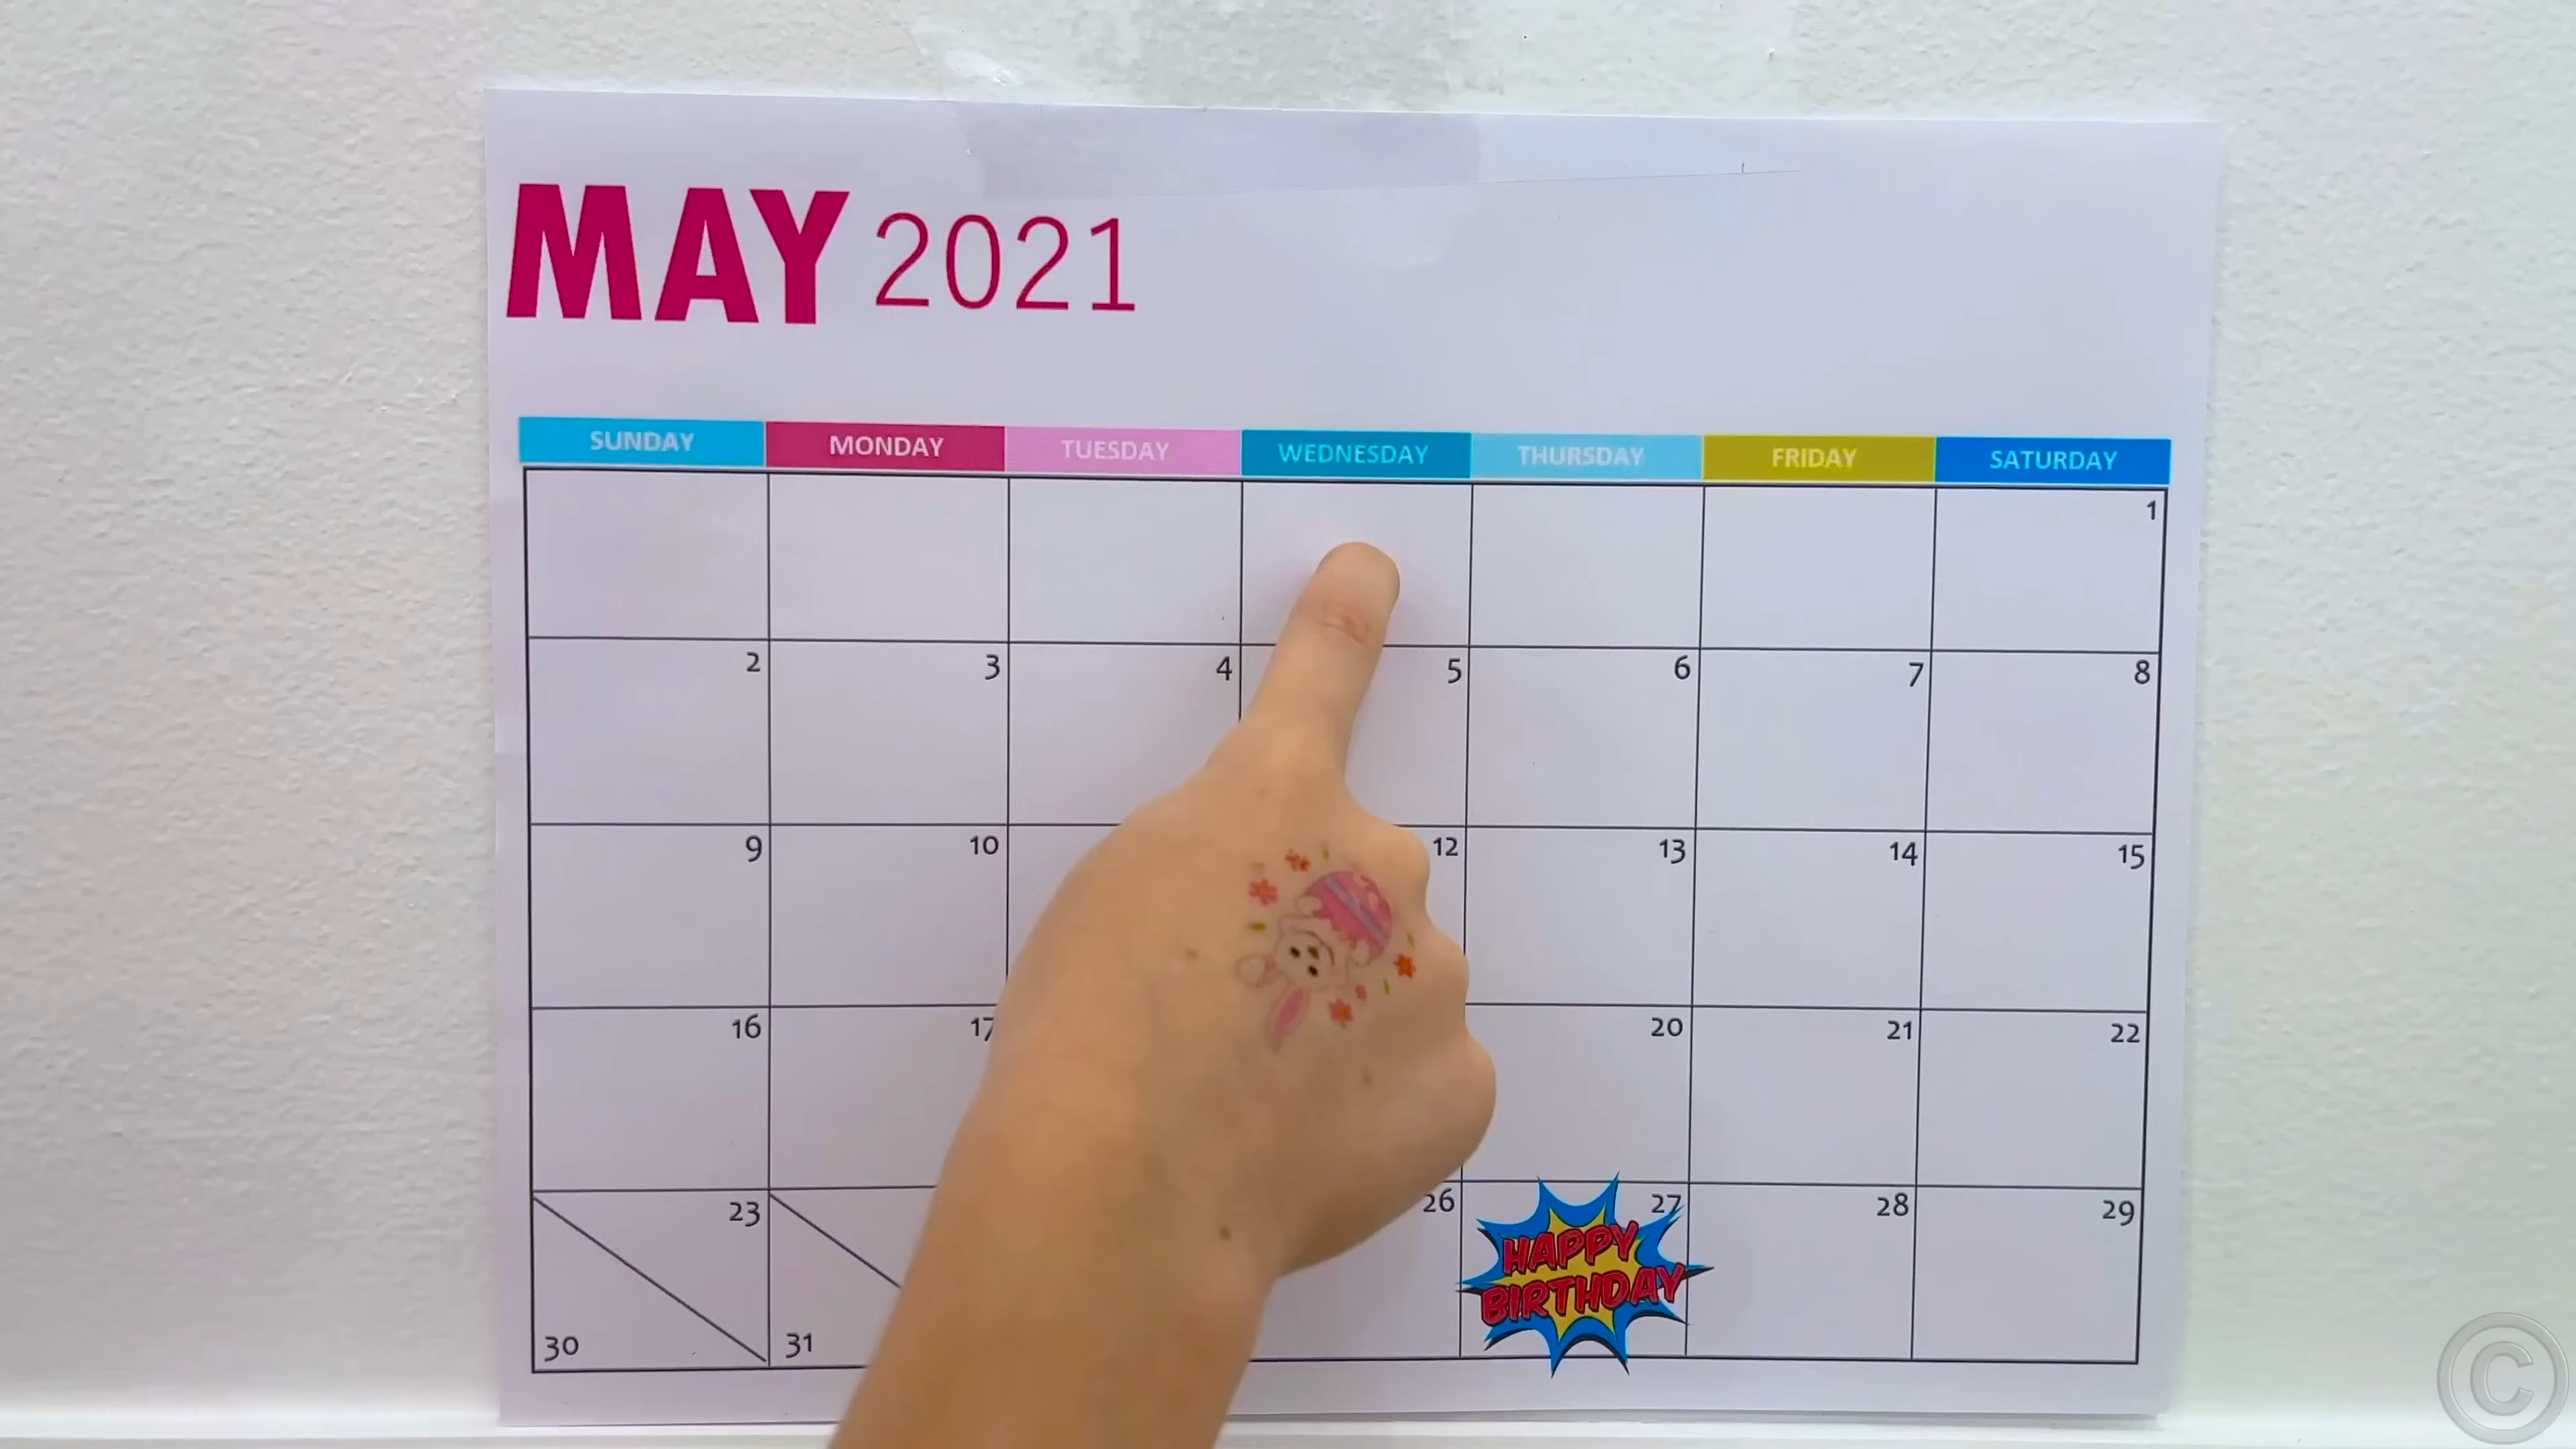 MAY 2021
SUNDAY MONDAY TUESDAY WEDNESDAY THURSDAY FRIDAY SATURDAY
1
2 3 4 5 6 7 8
9 10 12 13 14 15
16 17 20 21 22
23 26 27 28 29
HAPPY
BIRTHDAY
30 31
©